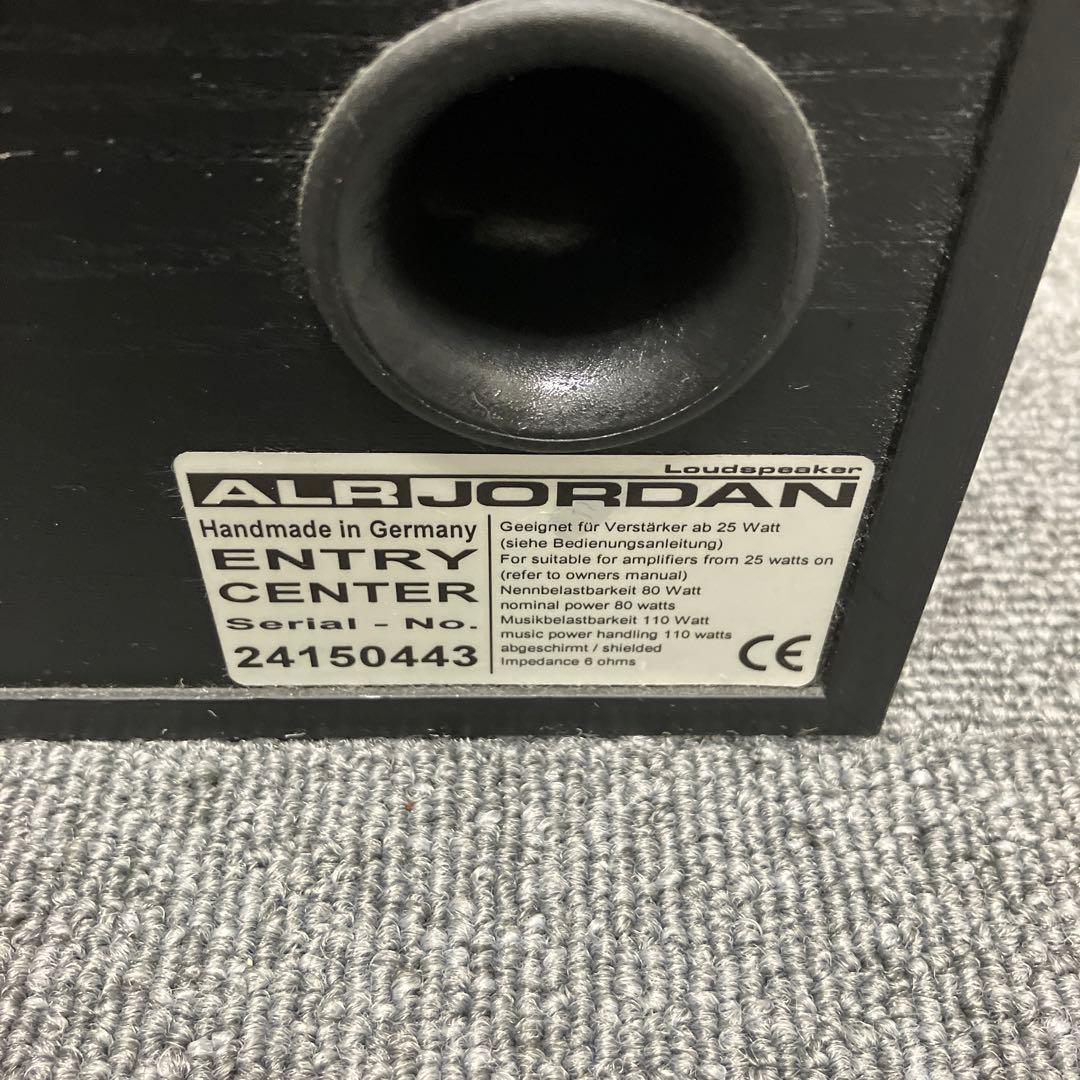 Loudspeaker
ALR JORDAN
Handmade in Germany
ENTRY
CENTER
Serial - No.
24150443
Geeignet für Verstärker ab 25 Watt
(siehe Bedienungsanleitung)
For suitable for amplifiers from 25 watts on
(refer to owners manual)
Nennbelastbarkeit 80 Watt
nominal power 80 watts
Musikbelastbarkeit 110 Watt
music power handling 110 watts
abgeschirmt / shielded
Impedance 6 ohms
CE